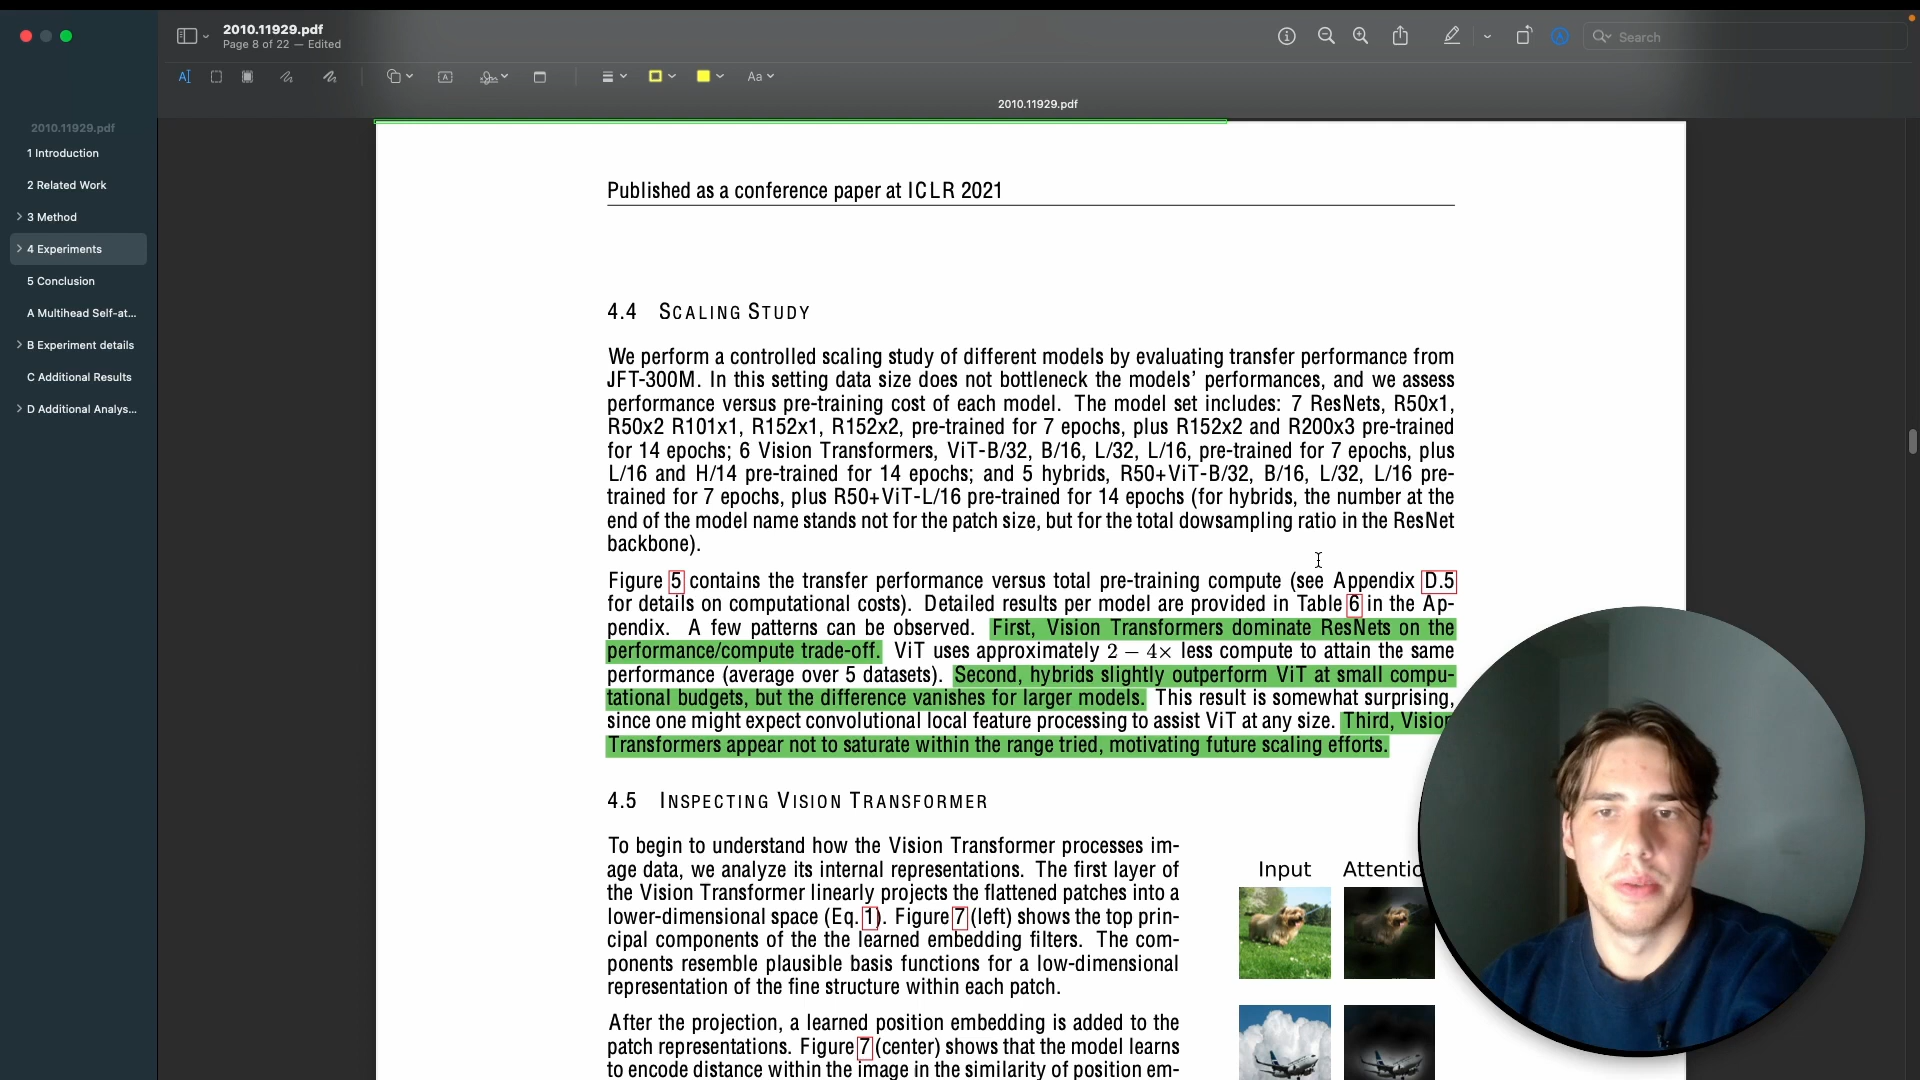 2010.11929.pdf
Page 8 of 22 — Edited
Search
Aa
2010.11929.pdf
2010.11929.pdf
1 Introduction
2 Related Work
3 Method
4 Experiments
5 Conclusion
A Multihead Self-at...
B Experiment details
C Additional Results
D Additional Analys...
Published as a conference paper at ICLR 2021
4.4 SCALING STUDY
We perform a controlled scaling study of different models by evaluating transfer performance from
JFT-300M. In this setting data size does not bottleneck the models' performances, and we assess
performance versus pre-training cost of each model. The model set includes: 7 ResNets, R50x1,
R50x2 R101x1, R152x1, R152x2, pre-trained for 7 epochs, plus R152x2 and R200x3 pre-trained
for 14 epochs; 6 Vision Transformers, ViT-B/32, B/16, L/32, L/16, pre-trained for 7 epochs, plus
L/16 and H/14 pre-trained for 14 epochs; and 5 hybrids, R50+ViT-B/32, B/16, L/32, L/16 pre-
trained for 7 epochs, plus R50+ViT-L/16 pre-trained for 14 epochs (for hybrids, the number at the
end of the model name stands not for the patch size, but for the total dowsampling ratio in the ResNet
backbone).
Figure 5 contains the transfer performance versus total pre-training compute (see Appendix D.5
for details on computational costs). Detailed results per model are provided in Table 6 in the Ap-
pendix. A few patterns can be observed. First, Vision Transformers dominate ResNets on the
performance/compute trade-off. ViT uses approximately 2 − 4× less compute to attain the same
performance (average over 5 datasets). Second, hybrids slightly outperform ViT at small compu-
tational budgets, but the difference vanishes for larger models. This result is somewhat surprising,
since one might expect convolutional local feature processing to assist ViT at any size. Third, Vision
Transformers appear not to saturate within the range tried, motivating future scaling efforts.
4.5 INSPECTING VISION TRANSFORMER
To begin to understand how the Vision Transformer processes im-
age data, we analyze its internal representations. The first layer of
the Vision Transformer linearly projects the flattened patches into a
lower-dimensional space (Eq. 1). Figure 7 (left) shows the top prin-
cipal components of the the learned embedding filters. The com-
ponents resemble plausible basis functions for a low-dimensional
representation of the fine structure within each patch.
After the projection, a learned position embedding is added to the
patch representations. Figure 7 (center) shows that the model learns
to encode distance within the image in the similarity of position em-
Input Attentio